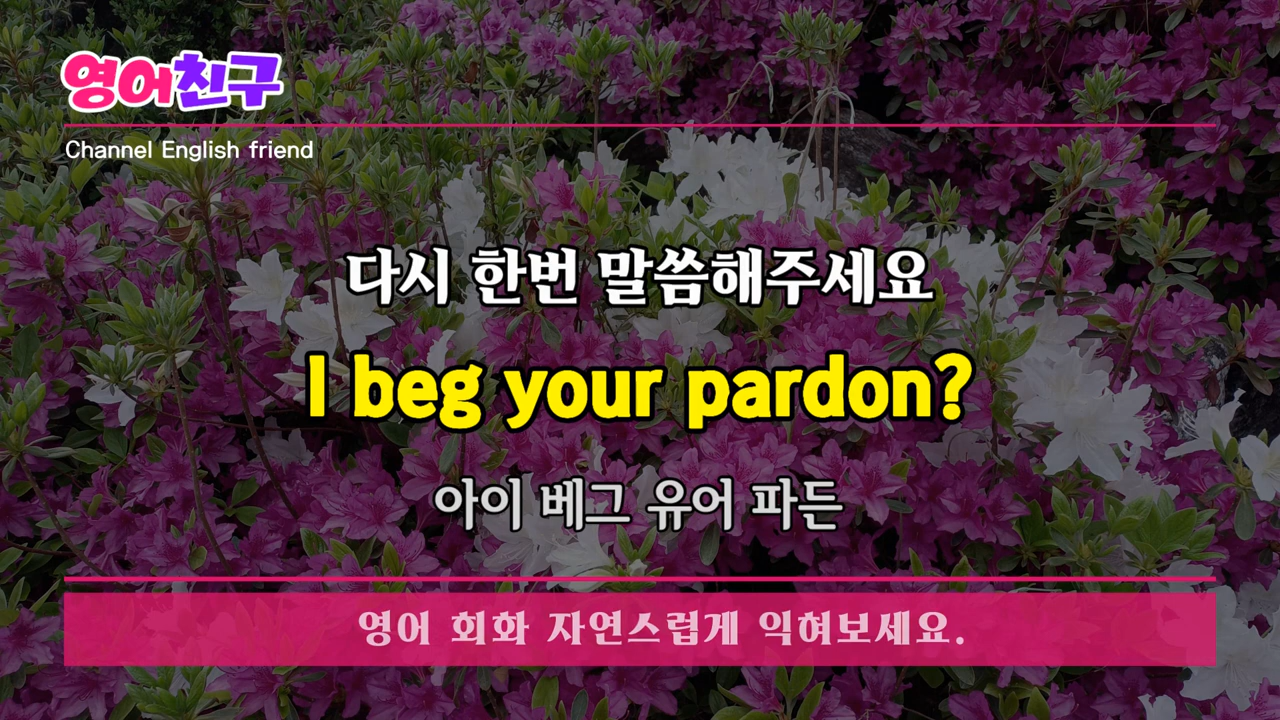 영어친구
Channel English friend
다시 한번 말씀해주세요
I beg your pardon?
아이 베그 유어 파든
영어 회화 자연스럽게 익혀보세요.